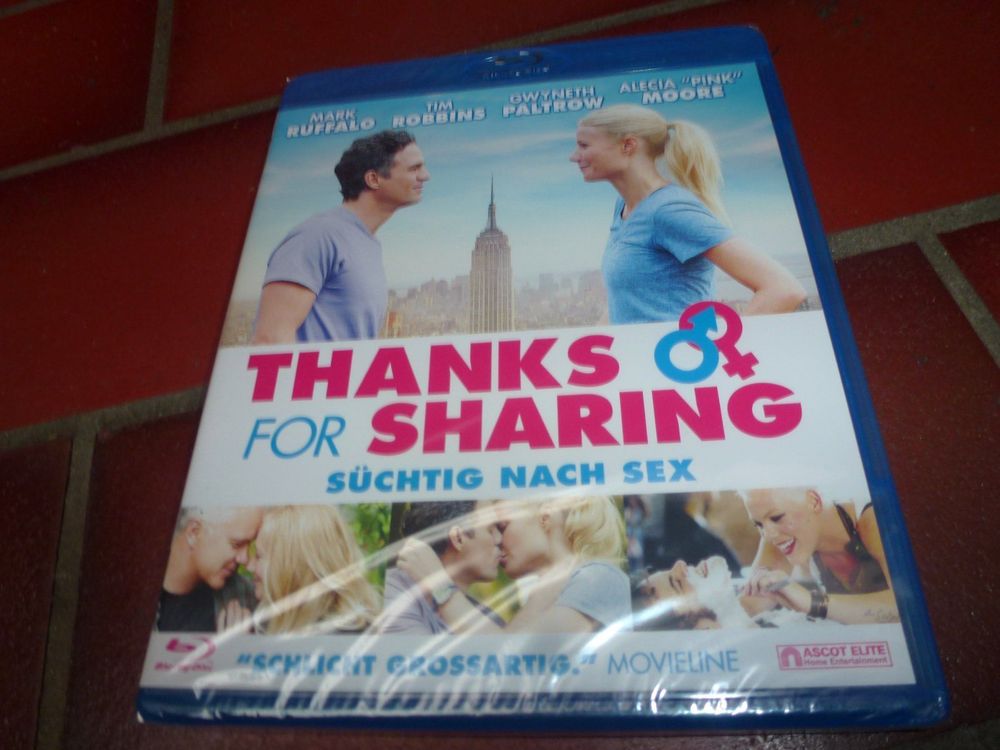 MARK RUFFALO
TIM ROBBINS
GWYNETH PALTROW
ALECIA "PINK" MOORE
THANKS
FOR SHARING
SÜCHTIG NACH SEX
"SCHLICHT GROSSARTIG." MOVIELINE
ASCOT ELITE
Home Entertainment